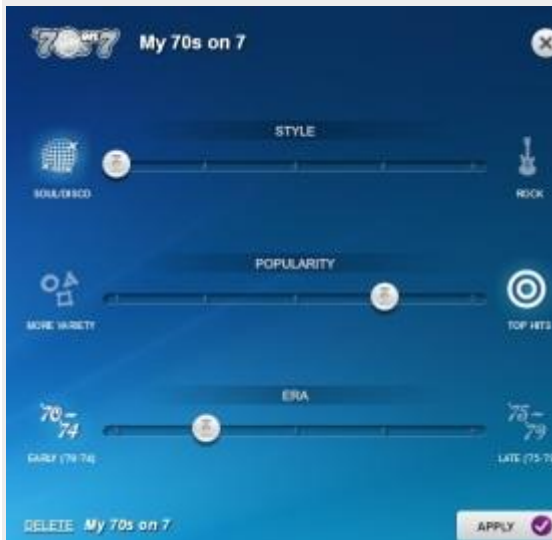 '70s on 7 My 70s on 7
STYLE
SOUL/DISCO
ROCK
POPULARITY
MORE VARIETY
TOP HITS
ERA
'70–
74
'75–
79
EARLY ('70-'74)
LATE ('75-'7
DELETE My 70s on 7
APPLY